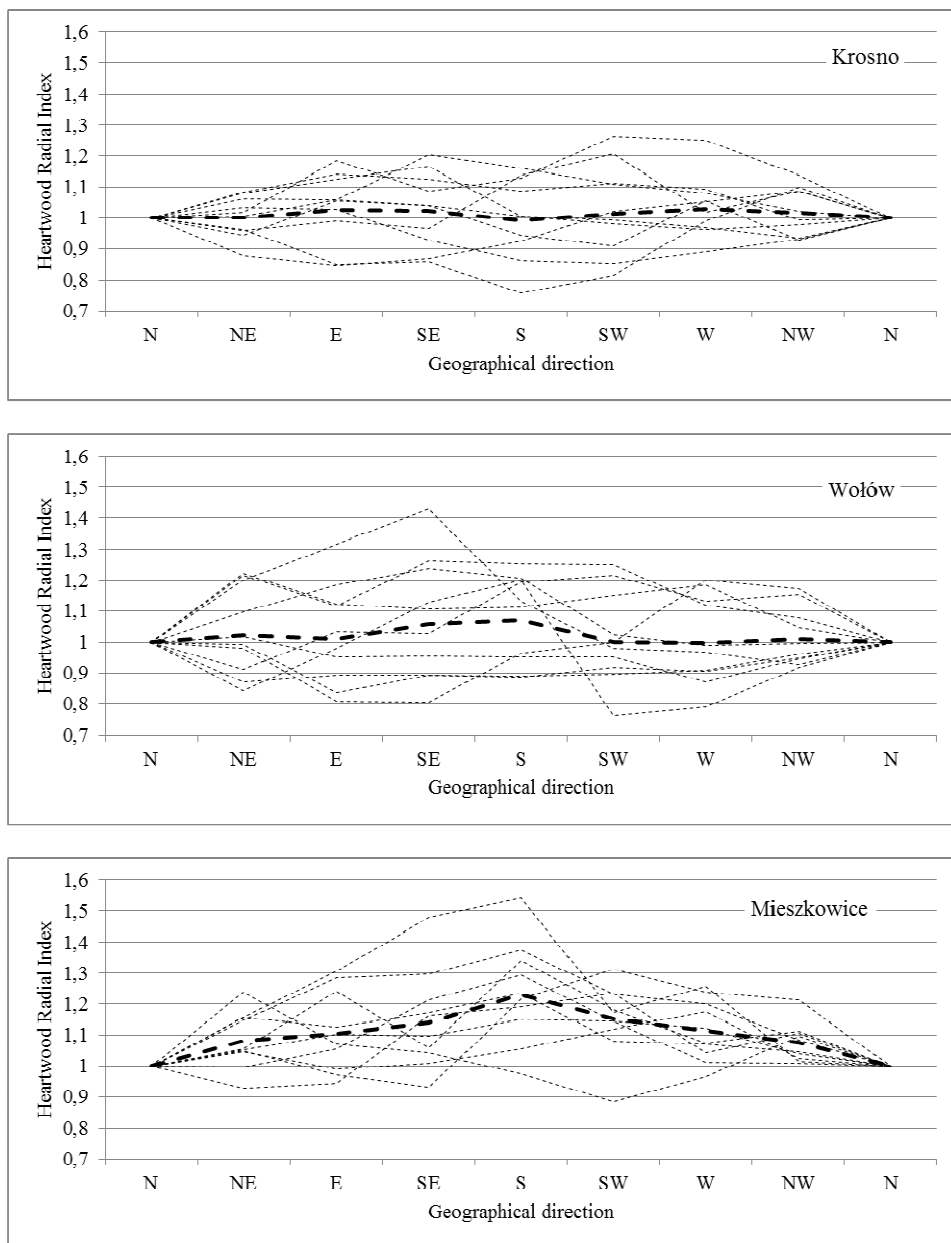 Krosno
Heartwood Radial Index
1,6
1,5
1,4
1,3
1,2
1,1
1
0,9
0,8
0,7
N NE E SE S SW W NW N
Geographical direction
Wołów
Heartwood Radial Index
1,6
1,5
1,4
1,3
1,2
1,1
1
0,9
0,8
0,7
N NE E SE S SW W NW N
Geographical direction
Mieszkowice
Heartwood Radial Index
1,6
1,5
1,4
1,3
1,2
1,1
1
0,9
0,8
0,7
N NE E SE S SW W NW N
Geographical direction